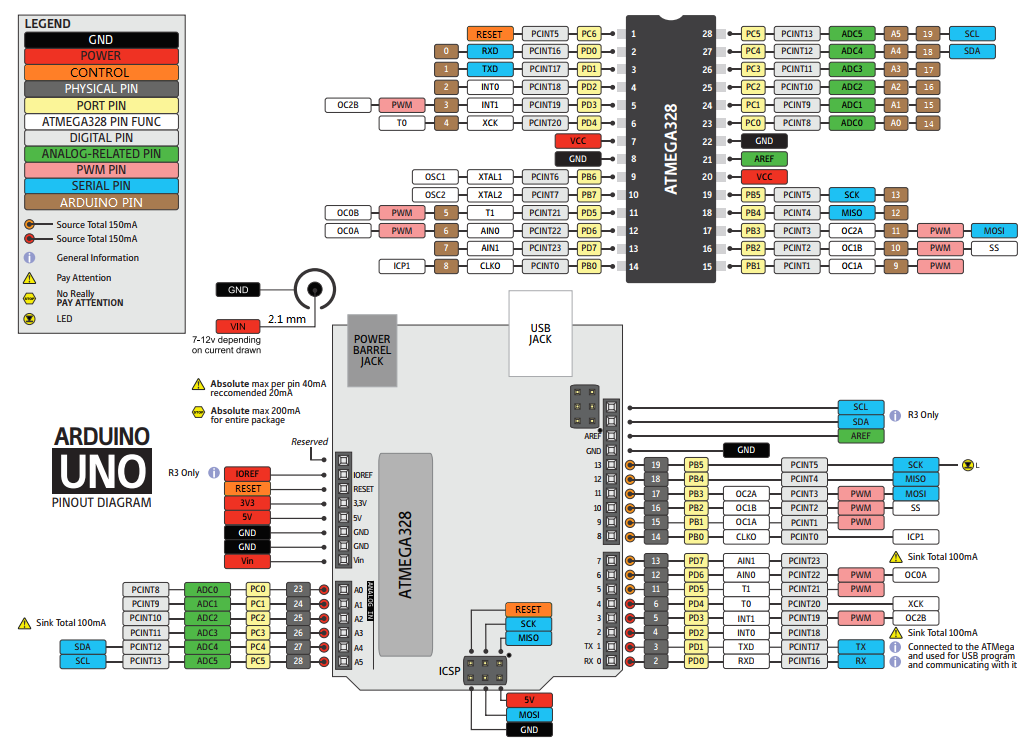 LEGEND
GND
POWER
CONTROL
PHYSICAL PIN
PORT PIN
ATMEGA328 PIN FUNC
DIGITAL PIN
ANALOG-RELATED PIN
PWM PIN
SERIAL PIN
ARDUINO PIN
Source Total 150mA
Source Total 150mA
General Information
Pay Attention
No Really
PAY ATTENTION
LED
ATMEGA328
RESET PCINT5 PC6 1
0 RXD PCINT16 PD0 2
1 TXD PCINT17 PD1 3
2 INT0 PCINT18 PD2 4
OC2B PWM 3 INT1 PCINT19 PD3 5
T0 4 XCK PCINT20 PD4 6
VCC 7
GND 8
OSC1 XTAL1 PCINT6 PB6 9
OSC2 XTAL2 PCINT7 PB7 10
OC0B PWM 5 T1 PCINT21 PD5 11
OC0A PWM 6 AIN0 PCINT22 PD6 12
7 AIN1 PCINT23 PD7 13
ICP1 8 CLKO PCINT0 PB0 14
28 PC5 PCINT13 ADC5 A5 19 SCL
27 PC4 PCINT12 ADC4 A4 18 SDA
26 PC3 PCINT11 ADC3 A3 17
25 PC2 PCINT10 ADC2 A2 16
24 PC1 PCINT9 ADC1 A1 15
23 PC0 PCINT8 ADC0 A0 14
22 GND
21 AREF
20 VCC
19 PB5 PCINT5 SCK 13
18 PB4 PCINT4 MISO 12
17 PB3 PCINT3 OC2A 11 PWM MOSI
16 PB2 PCINT2 OC1B 10 PWM SS
15 PB1 PCINT1 OC1A 9 PWM
GND
VIN
2.1 mm
7-12v depending
on current drawn
POWER
BARREL
JACK
USB
JACK
Absolute max per pin 40mA
reccomended 20mA
Absolute max 200mA
for entire package
ARDUINO
UNO
PINOUT DIAGRAM
Reserved
R3 Only
IOREF IOREF
RESET RESET
3V3 3,3V
5V 5V
GND GND
GND GND
Vin Vin
ATMEGA328
ANALOG IN
PCINT8 ADC0 PC0 23 A0
PCINT9 ADC1 PC1 24 A1
PCINT10 ADC2 PC2 25 A2
PCINT11 ADC3 PC3 26 A3
SDA PCINT12 ADC4 PC4 27 A4
SCL PCINT13 ADC5 PC5 28 A5
Sink Total 100mA
SCL
SDA
R3 Only
AREF AREF
GND GND
13 19 PB5 PCINT5 SCK L
12 18 PB4 PCINT4 MISO
11 17 PB3 OC2A PCINT3 PWM MOSI
10 16 PB2 OC1B PCINT2 PWM SS
9 15 PB1 OC1A PCINT1 PWM
8 14 PB0 CLKO PCINT0 ICP1
Sink Total 100mA
7 13 PD7 AIN1 PCINT23
6 12 PD6 AIN0 PCINT22 PWM OC0A
5 11 PD5 T1 PCINT21 PWM
4 6 PD4 T0 PCINT20 XCK
3 5 PD3 INT1 PCINT19 PWM OC2B
2 4 PD2 INT0 PCINT18
Sink Total 100mA
TX 1 3 PD1 TXD PCINT17 TX
RX 0 2 PD0 RXD PCINT16 RX
Connected to the ATMega
and used for USB program
and communicating with it
RESET
SCK
MISO
ICSP
5V
MOSI
GND